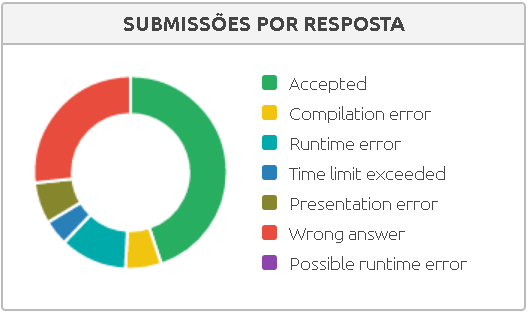 SUBMISSÕES POR RESPOSTA
Accepted
Compilation error
Runtime error
Time limit exceeded
Presentation error
Wrong answer
Possible runtime error